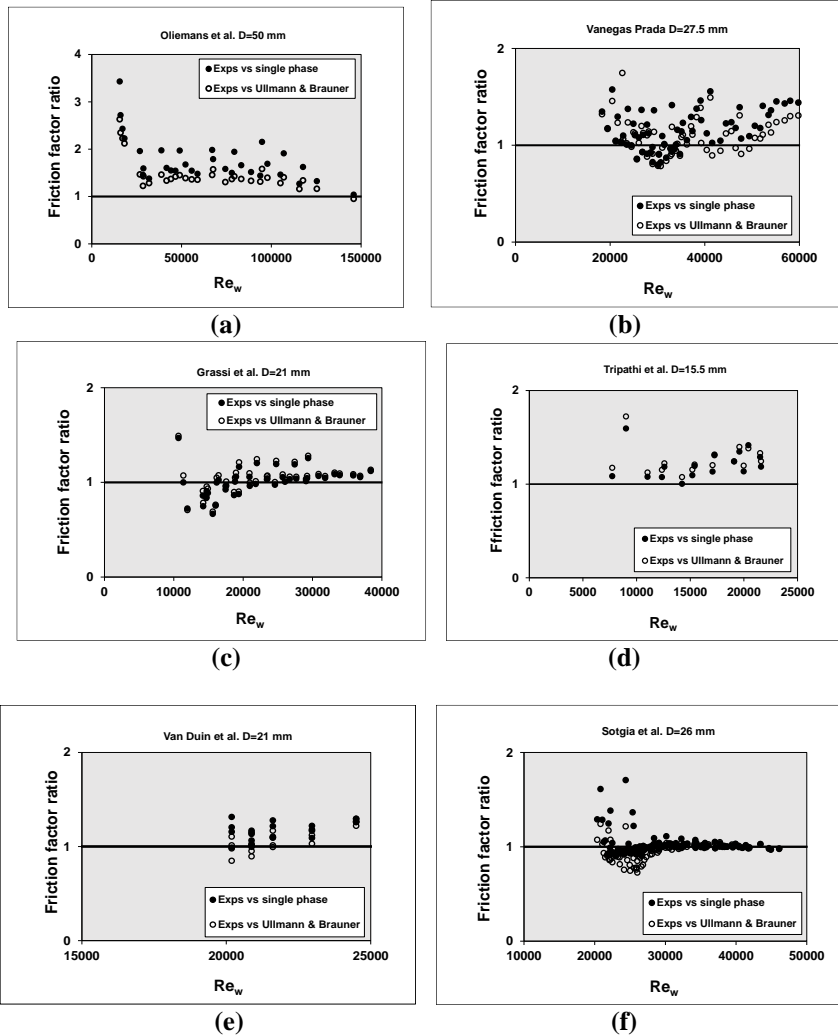 Oliemans et al. D=50 mm
4
3
2
1
0
Friction factor ratio
Exps vs single phase
Exps vs Ullmann & Brauner
0 50000 100000 150000
Re_w
(a)
Vanegas Prada D=27.5 mm
2
1
0
Friction factor ratio
Exps vs single phase
Exps vs Ullmann & Brauner
0 20000 40000 60000
Re_w
(b)
Grassi et al. D=21 mm
2
1
0
Friction factor ratio
Exps vs single phase
Exps vs Ullmann & Brauner
0 10000 20000 30000 40000
Re_w
(c)
Tripathi et al. D=15.5 mm
2
1
0
Ffriction factor ratio
Exps vs single phase
Exps vs Ullmann & Brauner
0 5000 10000 15000 20000 25000
Re_w
(d)
Van Duin et al. D=21 mm
2
1
0
Friction factor ratio
Exps vs single phase
Exps vs Ullmann & Brauner
15000 20000 25000
Re_w
(e)
Sotgia et al. D=26 mm
2
1
0
Friction factor ratio
Exps vs single phase
Exps vs Ullmann & Brauner
10000 20000 30000 40000 50000
Re_w
(f)